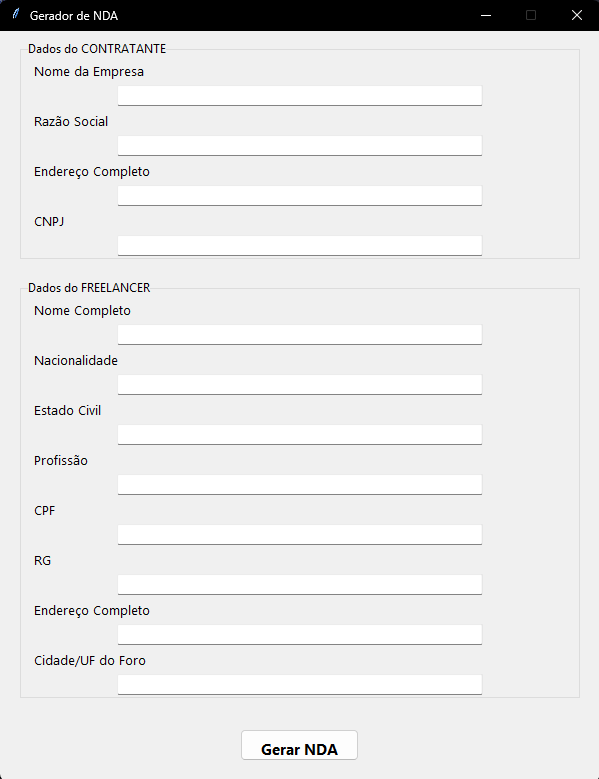 Gerador de NDA
Dados do CONTRATANTE
Nome da Empresa
Razão Social
Endereço Completo
CNPJ
Dados do FREELANCER
Nome Completo
Nacionalidade
Estado Civil
Profissão
CPF
RG
Endereço Completo
Cidade/UF do Foro
Gerar NDA